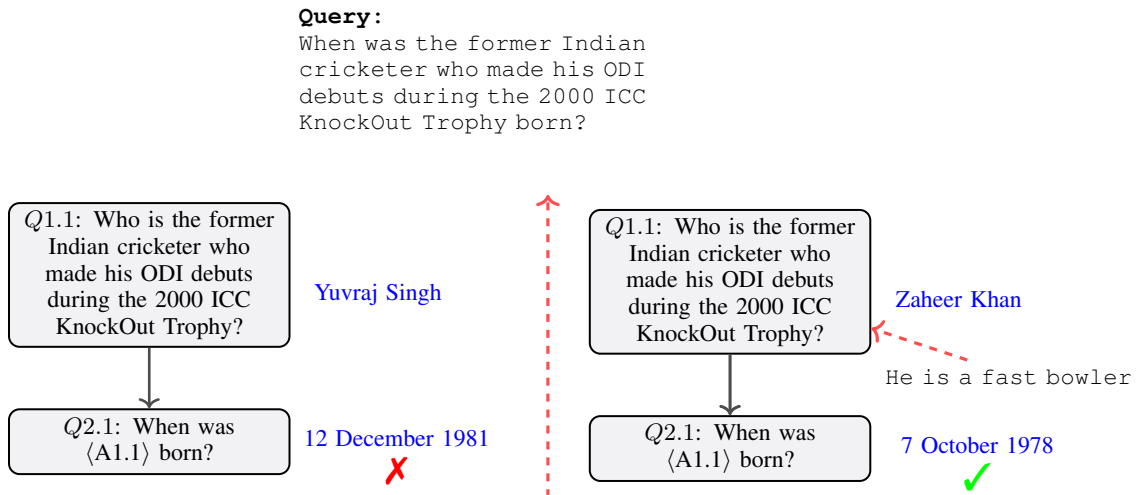 Query:
When was the former Indian
cricketer who made his ODI
debuts during the 2000 ICC
KnockOut Trophy born?
Q1.1: Who is the former
Indian cricketer who
made his ODI debuts
during the 2000 ICC
KnockOut Trophy?
Yuvraj Singh
Q2.1: When was
⟨A1.1⟩ born?
12 December 1981
✗
Q1.1: Who is the former
Indian cricketer who
made his ODI debuts
during the 2000 ICC
KnockOut Trophy?
Zaheer Khan
He is a fast bowler
Q2.1: When was
⟨A1.1⟩ born?
7 October 1978
✓